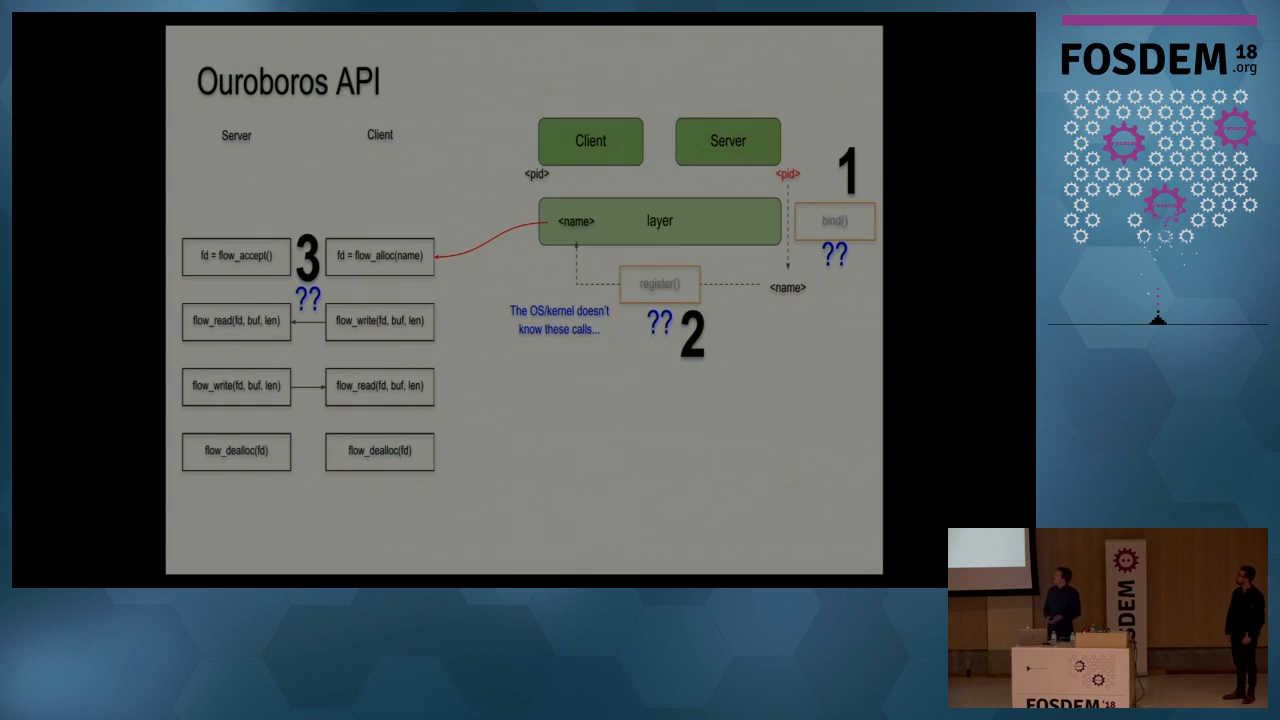 Ouroboros API
Server
Client
fd = flow_accept()
fd = flow_alloc(name)
3
??
flow_read(fd, buf, len)
flow_write(fd, buf, len)
flow_write(fd, buf, len)
flow_read(fd, buf, len)
flow_dealloc(fd)
flow_dealloc(fd)
Client
Server
<pid>
<pid>
1
<name>
layer
bind()
??
register()
<name>
The OS/kernel doesn't
know these calls...
??
2
FOSDEM 18
.org
FOSDEM
FOSDEM '18